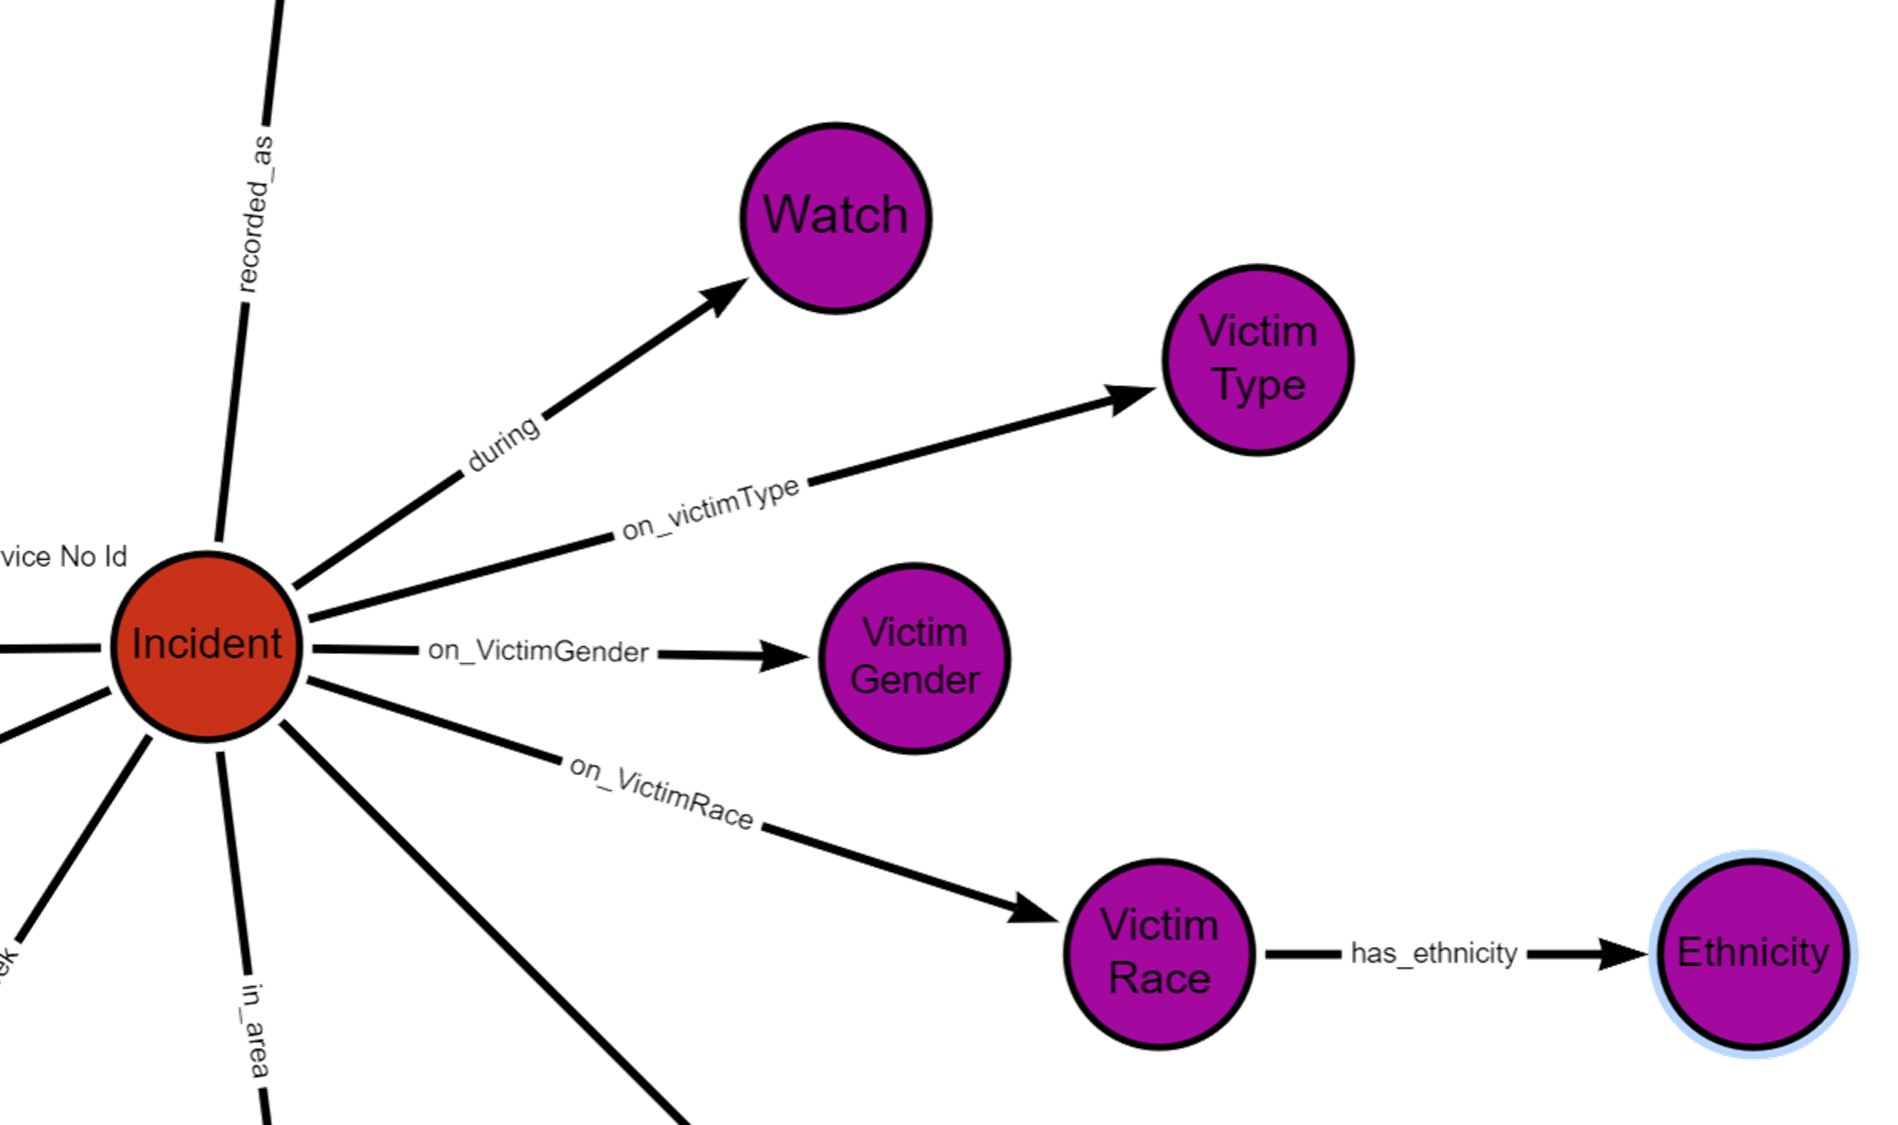 recorded_as
Watch
Victim
Type
during
on_victimType
vice No Id
Incident
on_VictimGender
Victim
Gender
on_VictimRace
Victim
Race
has_ethnicity
Ethnicity
ek
in_area